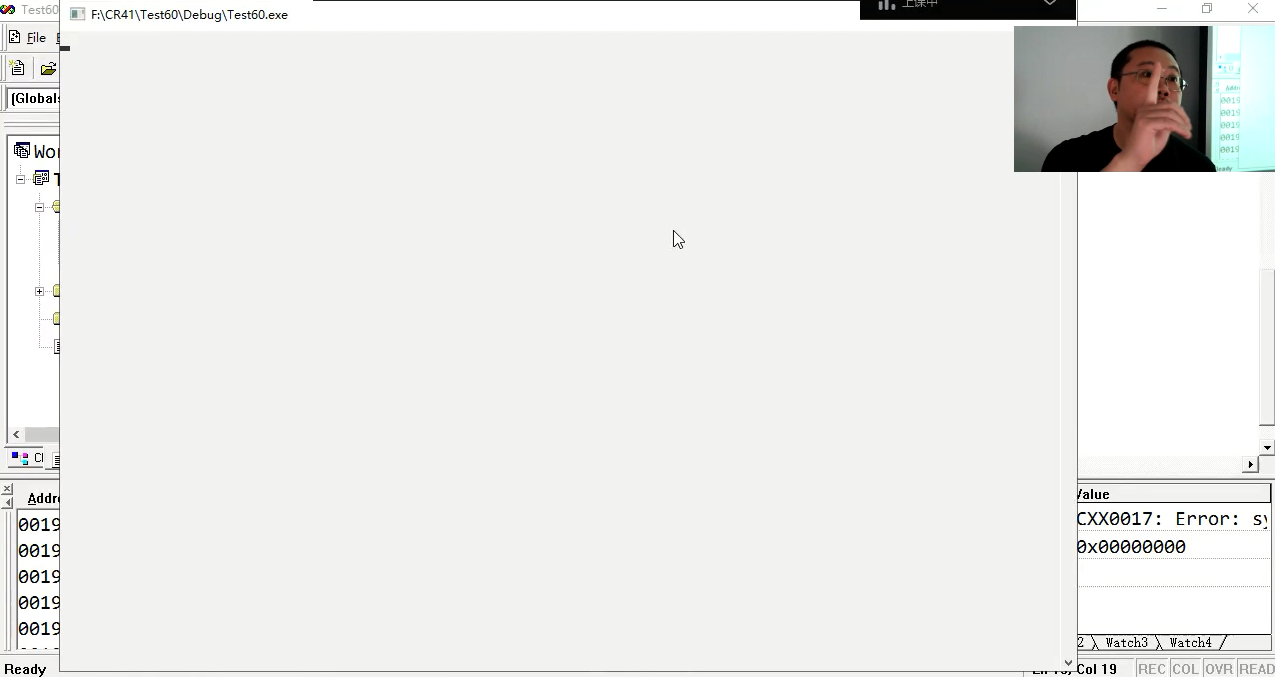 Test60
F:\CR41\Test60\Debug\Test60.exe
上课中
File
(Globals
Wor
T
Cl
Addre
0019
0019
0019
0019
0019
Value
CXX0017: Error: sy
0x00000000
2 Watch3 Watch4
Ready
Col 19
REC COL OVR READ